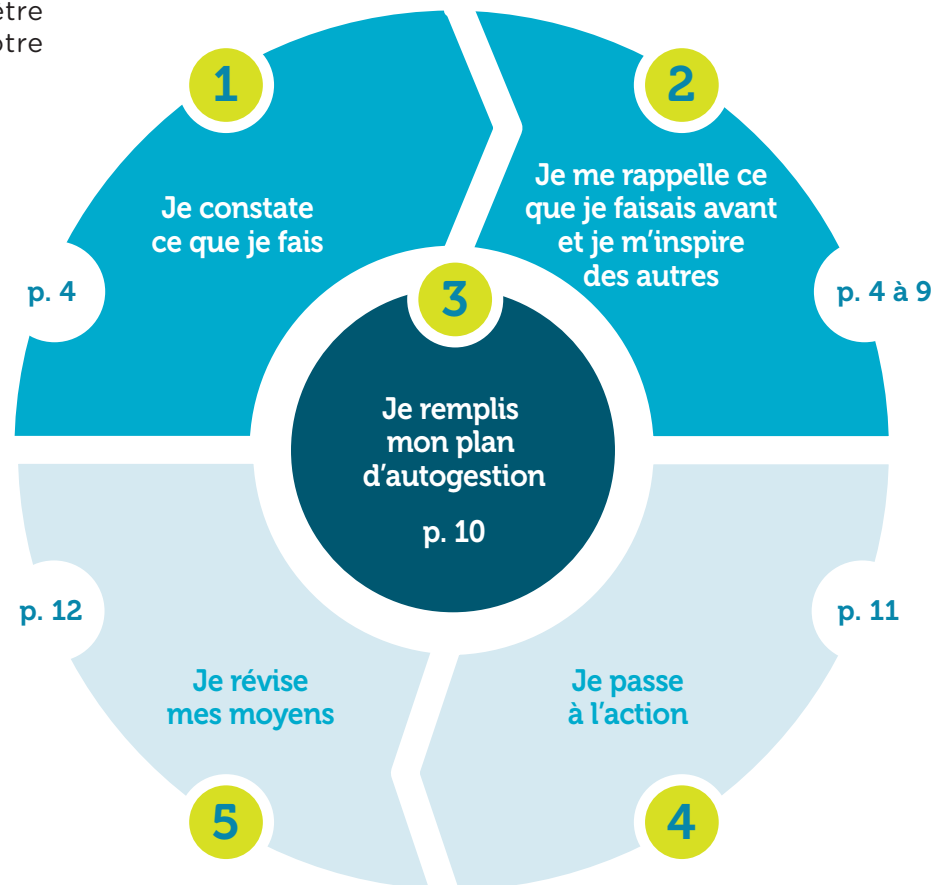 être
otre
1
Je constate
ce que je fais
p. 4
2
Je me rappelle ce
que je faisais avant
et je m’inspire
des autres
p. 4 à 9
3
Je remplis
mon plan
d’autogestion
p. 10
p. 11
Je passe
à l’action
4
p. 12
Je révise
mes moyens
5